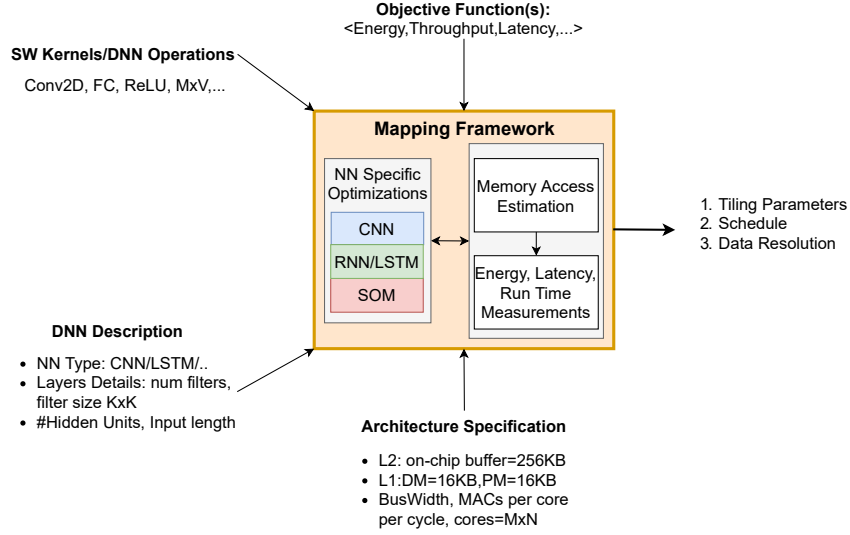 Objective Function(s):
<Energy,Throughput,Latency,...>
SW Kernels/DNN Operations
Conv2D, FC, ReLU, MxV,...
Mapping Framework
NN Specific
Optimizations
CNN
RNN/LSTM
SOM
Memory Access
Estimation
Energy, Latency,
Run Time
Measurements
1. Tiling Parameters
2. Schedule
3. Data Resolution
DNN Description
• NN Type: CNN/LSTM/..
• Layers Details: num filters,
filter size KxK
• #Hidden Units, Input length
Architecture Specification
• L2: on-chip buffer=256KB
• L1:DM=16KB,PM=16KB
• BusWidth, MACs per core
per cycle, cores=MxN